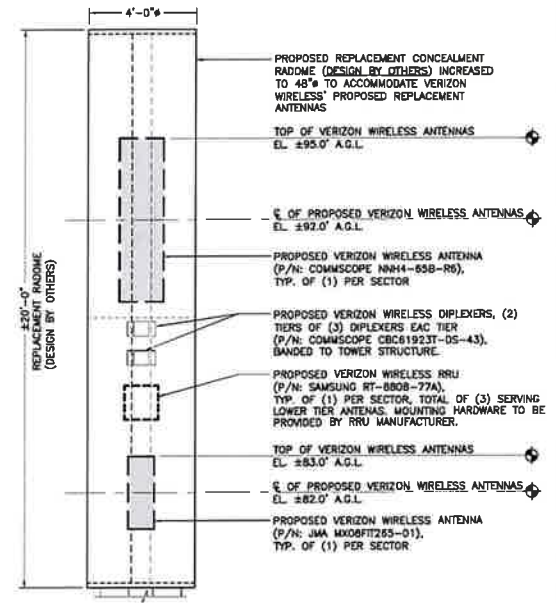 4'-0"ø
PROPOSED REPLACEMENT CONCEALMENT
RADOME (DESIGN BY OTHERS) INCREASED
TO 48"ø TO ACCOMMODATE VERIZON
WIRELESS' PROPOSED REPLACEMENT
ANTENNAS
TOP OF VERIZON WIRELESS ANTENNAS
EL. ±95.0' A.G.L.
℄ OF PROPOSED VERIZON WIRELESS ANTENNAS
EL. ±92.0' A.G.L.
PROPOSED VERIZON WIRELESS ANTENNA
(P/N: COMMSCOPE NNH4-65B-R6),
TYP. OF (1) PER SECTOR
±20'-0"
REPLACEMENT RADOME
(DESIGN BY OTHERS)
PROPOSED VERIZON WIRELESS DIPLEXERS, (2)
TIERS OF (3) DIPLEXERS EAC TIER
(P/N: COMMSCOPE CBC61923T-DS-43),
BANDED TO TOWER STRUCTURE.
PROPOSED VERIZON WIRELESS RRU
(P/N: SAMSUNG RT-8808-77A),
TYP. OF (1) PER SECTOR, TOTAL OF (3) SERVING
LOWER TIER ANTENAS. MOUNTING HARDWARE TO BE
PROVIDED BY RRU MANUFACTURER.
TOP OF VERIZON WIRELESS ANTENNAS
EL. ±83.0' A.G.L.
℄ OF PROPOSED VERIZON WIRELESS ANTENNAS
EL. ±82.0' A.G.L.
PROPOSED VERIZON WIRELESS ANTENNA
(P/N: JMA MX08FIT265-01),
TYP. OF (1) PER SECTOR